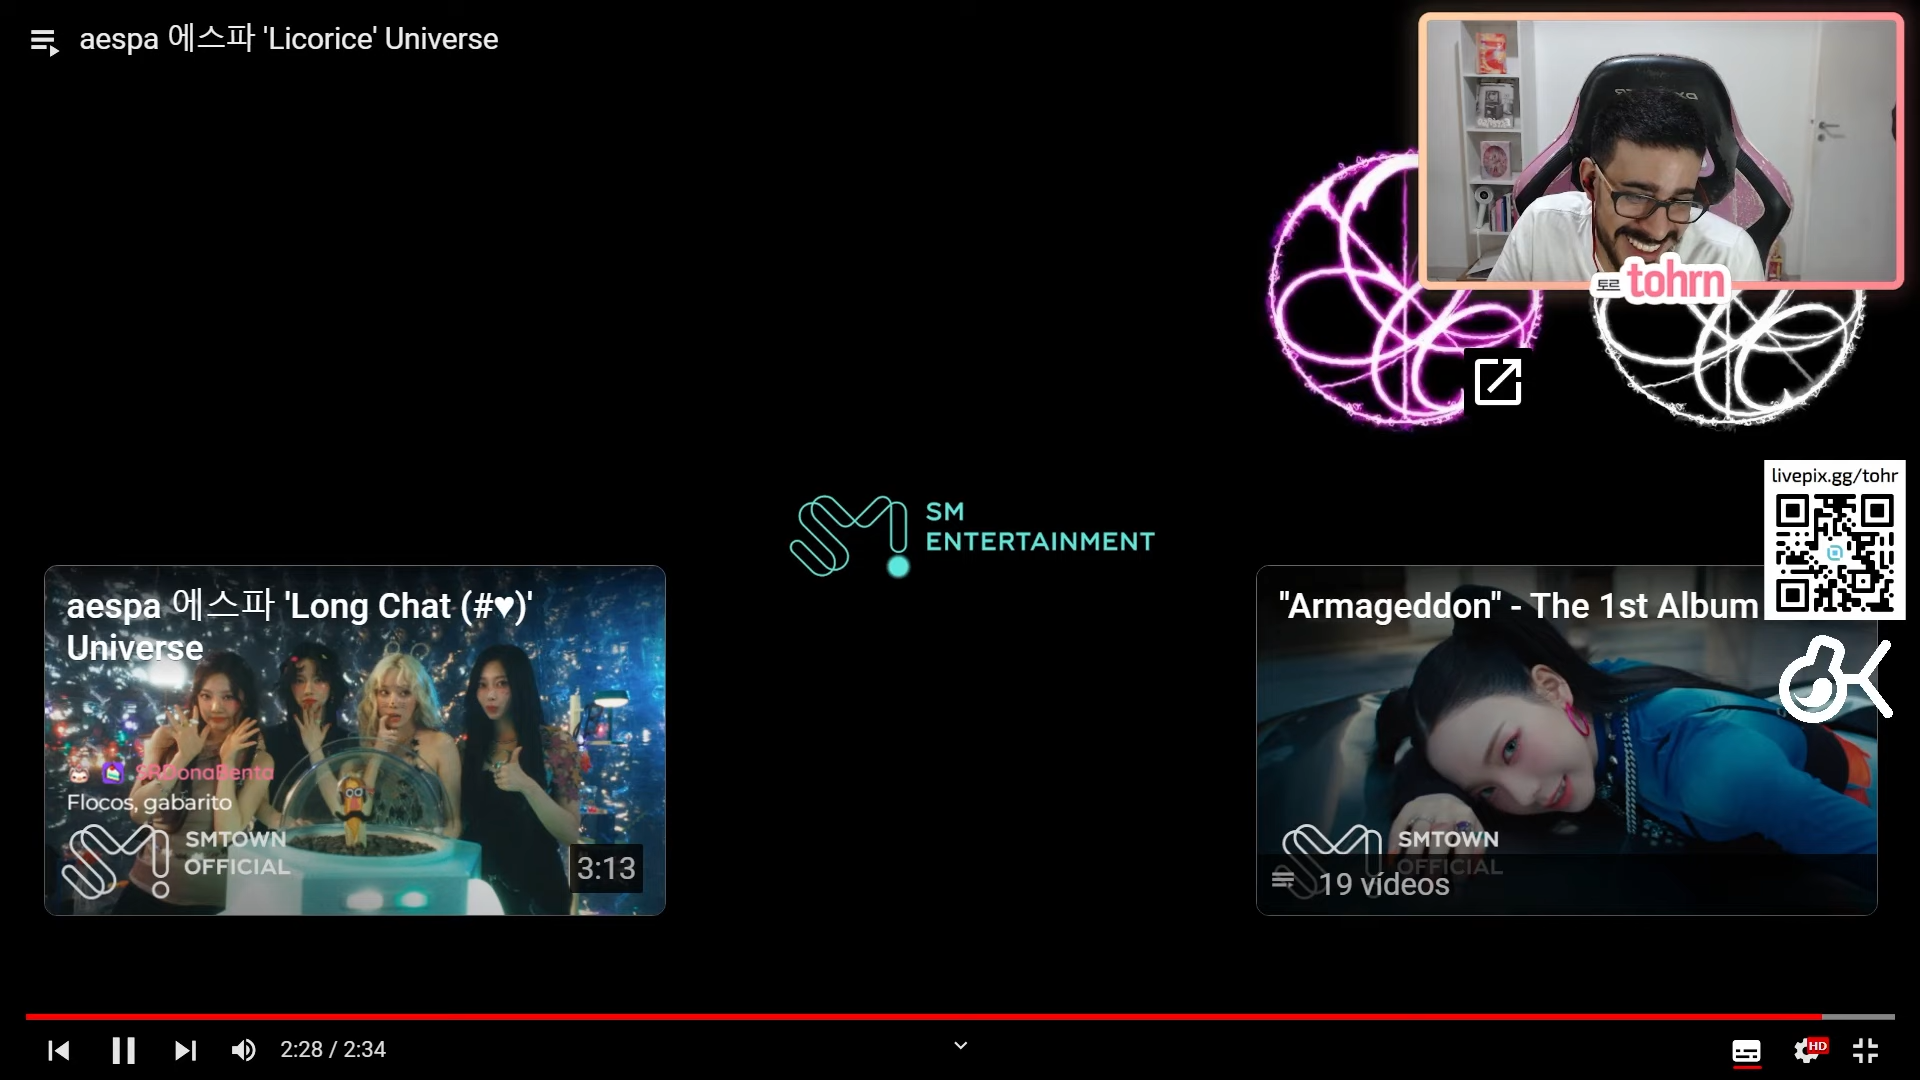 aespa 에스파 'Licorice' Universe
토르 tohrn
livepix.gg/tohr
SM
ENTERTAINMENT
aespa 에스파 'Long Chat (#♥)'
Universe
SRDonaBenta
Flocos, gabarito
SMTOWN
OFFICIAL
3:13
"Armageddon" - The 1st Album
SMTOWN
OFFICIAL
19 vídeos
2:28 / 2:34
HD